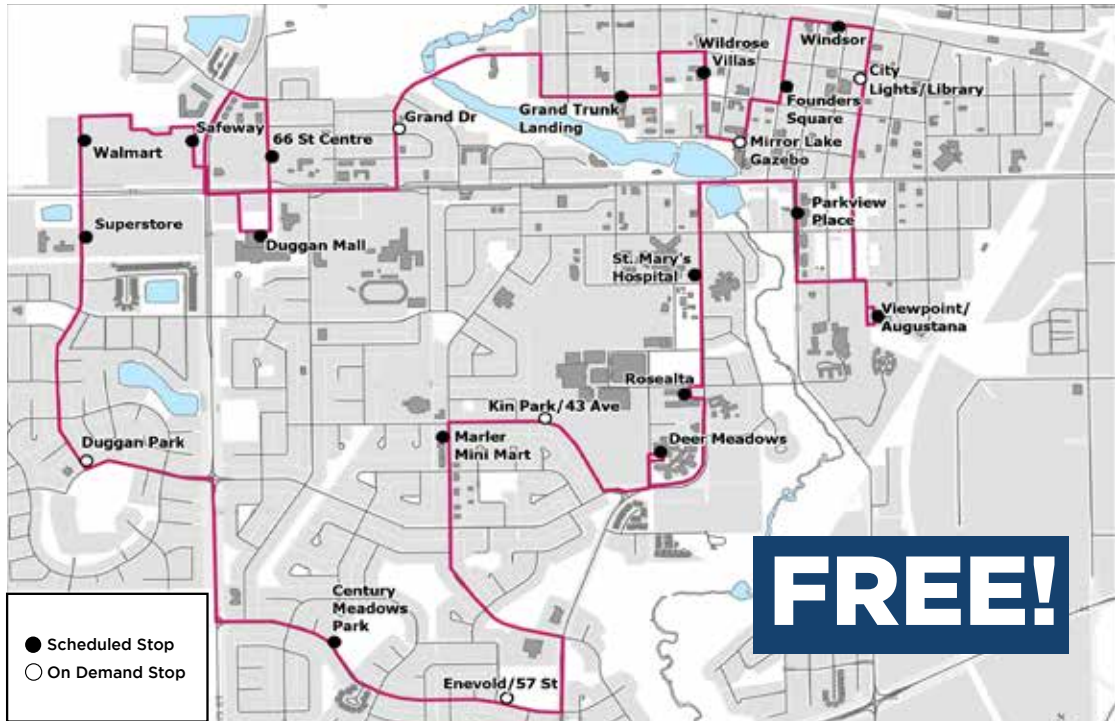 Windsor
Wildrose
Villas
City
Lights/Library
Founders
Square
Grand Trunk
Landing
Grand Dr
Safeway
66 St Centre
Walmart
Mirror Lake
Gazebo
Superstore
Duggan Mall
Parkview
Place
St. Mary's
Hospital
Viewpoint/
Augustana
Rosealta
Kin Park/43 Ave
Duggan Park
Marler
Mini Mart
Deer Meadows
Century
Meadows
Park
Enevold/57 St
FREE!
Scheduled Stop
On Demand Stop